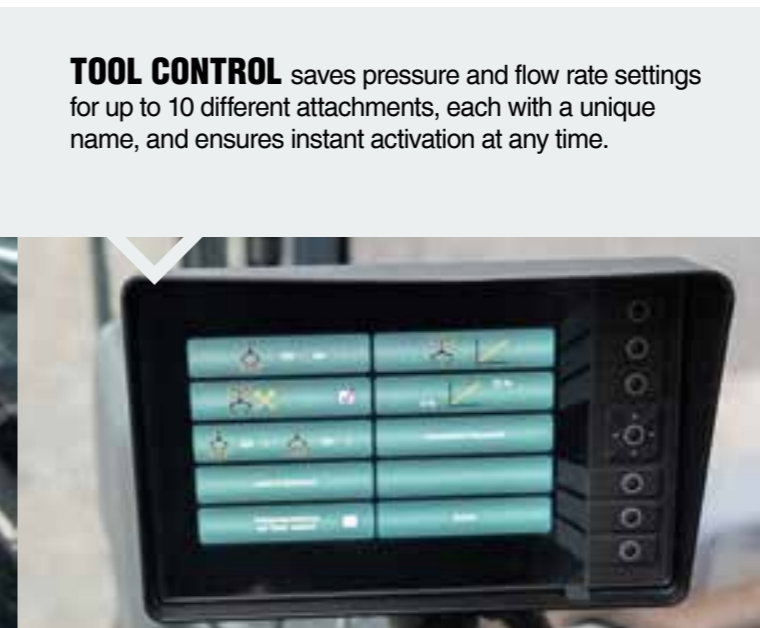 TOOL CONTROL saves pressure and flow rate settings
for up to 10 different attachments, each with a unique
name, and ensures instant activation at any time.